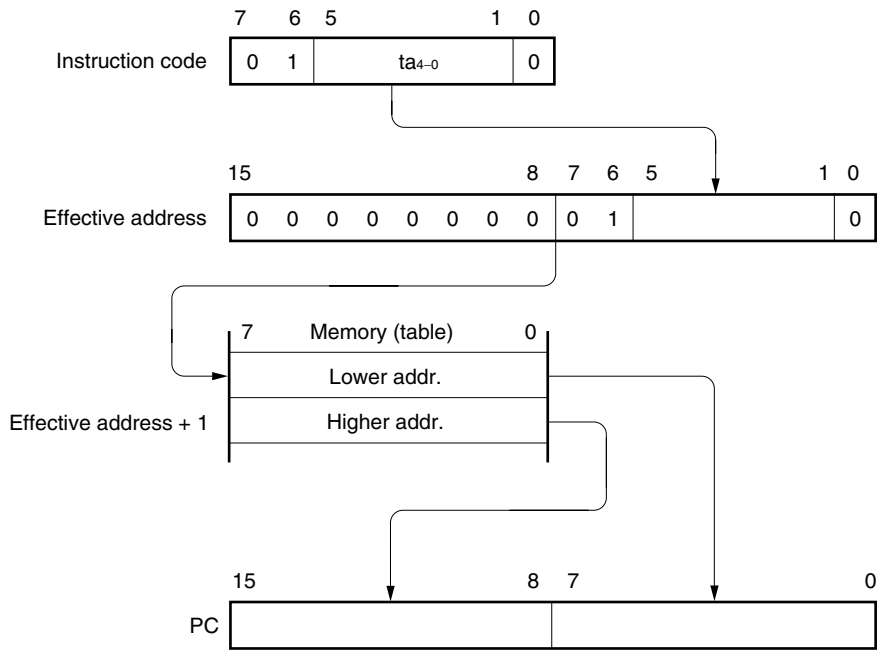 7 6 5 1 0
Instruction code 0 1 ta4–0 0
15 8 7 6 5 1 0
Effective address 0 0 0 0 0 0 0 0 0 1 0
7 Memory (table) 0
Lower addr.
Effective address + 1 Higher addr.
15 8 7 0
PC